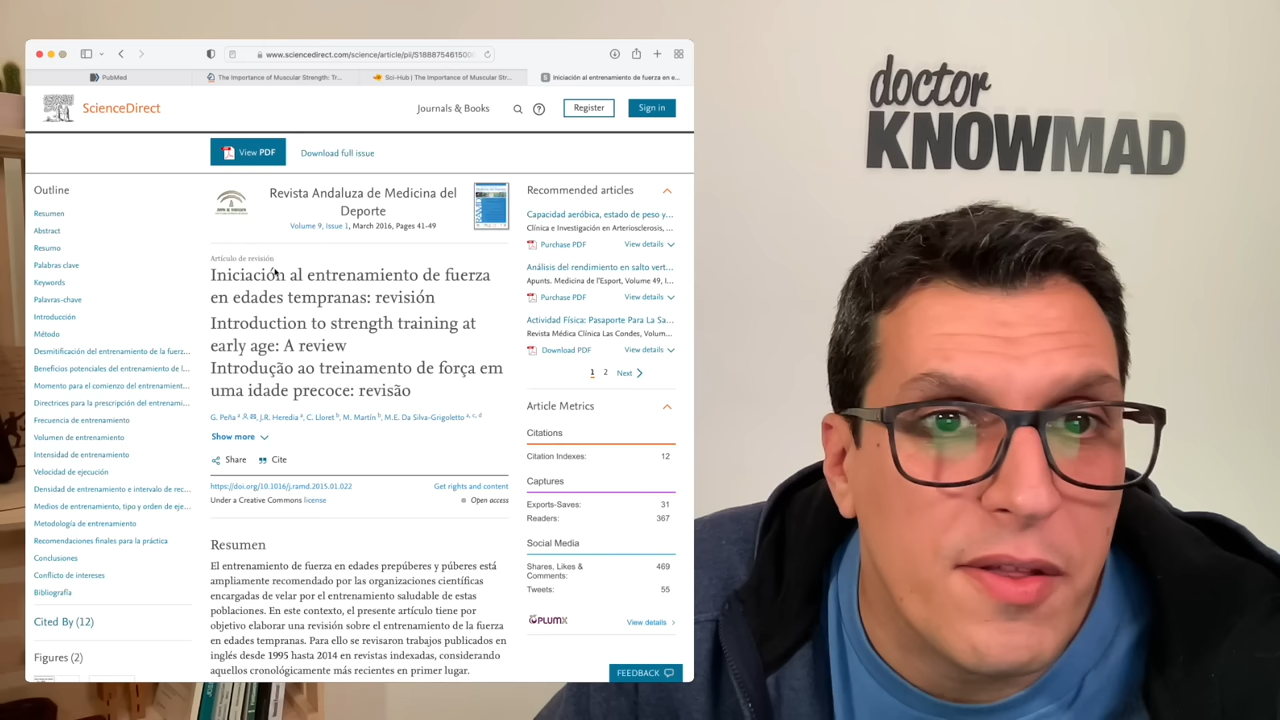 www.sciencedirect.com/science/article/pii/S18887546150
PubMed
The Importance of Muscular Strength: Tr...
Sci-Hub | The Importance of Muscular Str...
Iniciación al entrenamiento de fuerza en e...
ScienceDirect
Journals & Books
?
Register
Sign in
View PDF
Download full issue
Outline
Resumen
Abstract
Resumo
Palabras clave
Keywords
Palavras-chave
Introducción
Método
Desmitificación del entrenamiento de la fuerz...
Beneficios potenciales del entrenamiento de l...
Momento para el comienzo del entrenamient...
Directrices para la prescripción del entrenami...
Frecuencia de entrenamiento
Volumen de entrenamiento
Intensidad de entrenamiento
Velocidad de ejecución
Densidad de entrenamiento e intervalo de rec...
Medios de entrenamiento, tipo y orden de eje...
Metodología de entrenamiento
Recomendaciones finales para la práctica
Conclusiones
Conflicto de intereses
Bibliografía
Cited By (12)
Figures (2)
Revista Andaluza de Medicina del
Deporte
Volume 9, Issue 1, March 2016, Pages 41-49
Artículo de revisión
Iniciación al entrenamiento de fuerza
en edades tempranas: revisión
Introduction to strength training at
early age: A review
Introdução ao treinamento de força em
uma idade precoce: revisão
G. Peña a, J.R. Heredia a, C. Lloret b, M. Martín b, M.E. Da Silva-Grigoletto a, c, d
Show more
Share
Cite
https://doi.org/10.1016/j.ramd.2015.01.022
Get rights and content
Under a Creative Commons license
Open access
Resumen
El entrenamiento de fuerza en edades prepúberes y púberes está
ampliamente recomendado por las organizaciones científicas
encargadas de velar por el entrenamiento saludable de estas
poblaciones. En este contexto, el presente artículo tiene por
objetivo elaborar una revisión sobre el entrenamiento de la fuerza
en edades tempranas. Para ello se revisaron trabajos publicados en
inglés desde 1995 hasta 2014 en revistas indexadas, considerando
aquellos cronológicamente más recientes en primer lugar.
Recommended articles
Capacidad aeróbica, estado de peso y...
Clínica e Investigación en Arteriosclerosis, ...
Purchase PDF
View details
Análisis del rendimiento en salto vert...
Apunts. Medicina de l'Esport, Volume 49, I...
Purchase PDF
View details
Actividad Física: Pasaporte Para La Sa...
Revista Médica Clínica Las Condes, Volum...
Download PDF
View details
1 2 Next
Article Metrics
Citations
Citation Indexes: 12
Captures
Exports-Saves: 31
Readers: 367
Social Media
Shares, Likes &
Comments: 469
Tweets: 55
PLUMX
View details
FEEDBACK
doctor
KNOWMAD